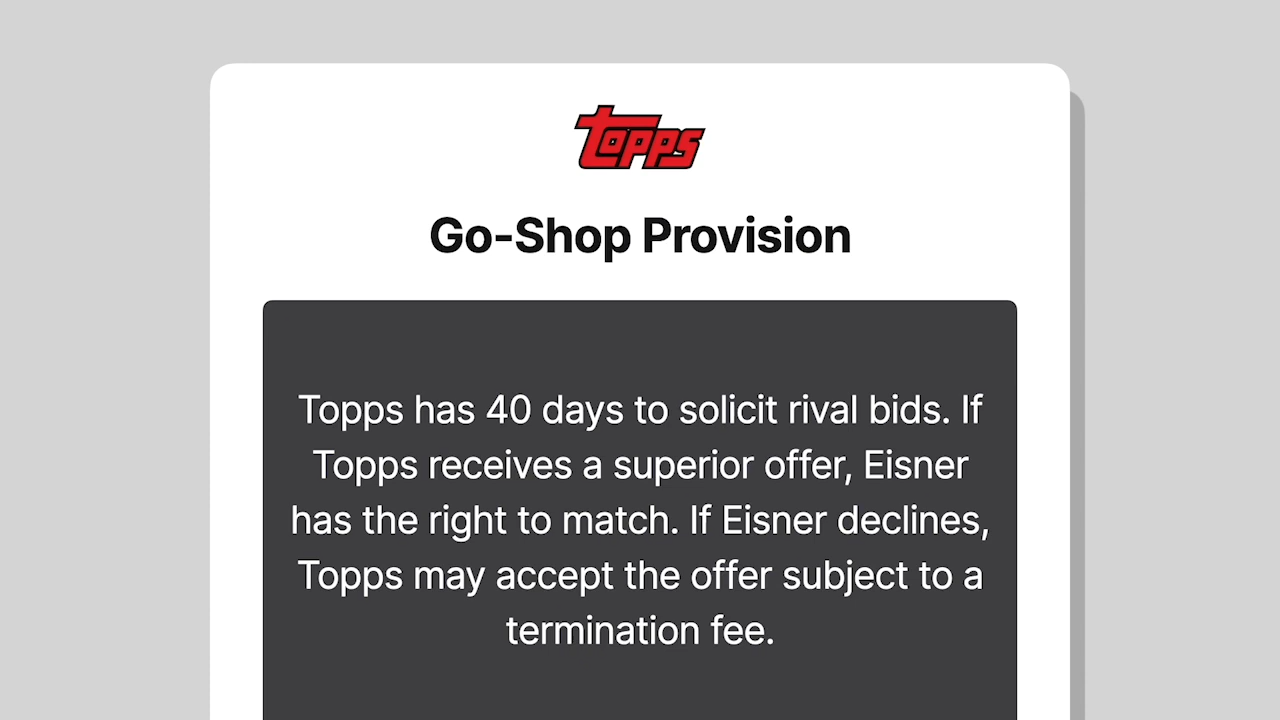 topps
Go-Shop Provision
Topps has 40 days to solicit rival bids. If
Topps receives a superior offer, Eisner
has the right to match. If Eisner declines,
Topps may accept the offer subject to a
termination fee.